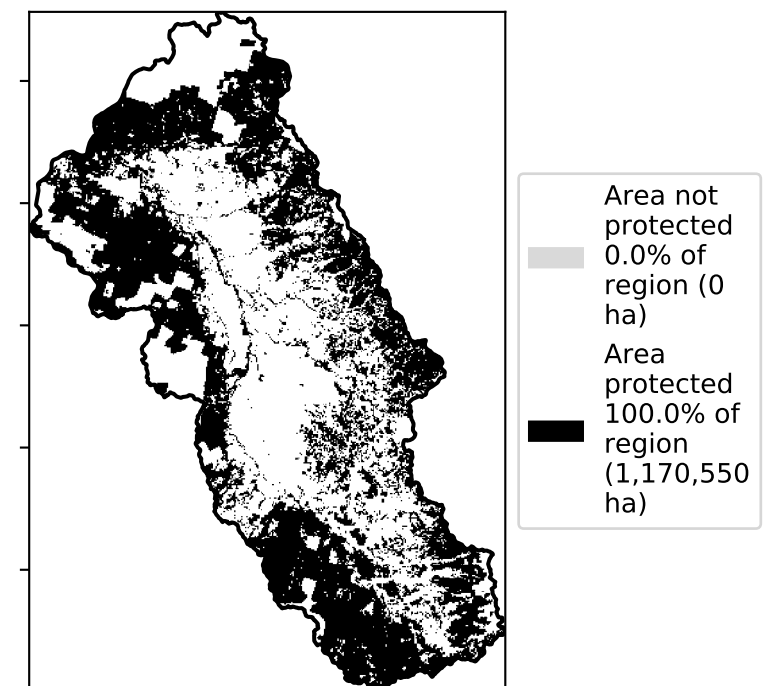 Area not
protected
0.0% of
region (0
ha)
Area
protected
100.0% of
region
(1,170,550
ha)